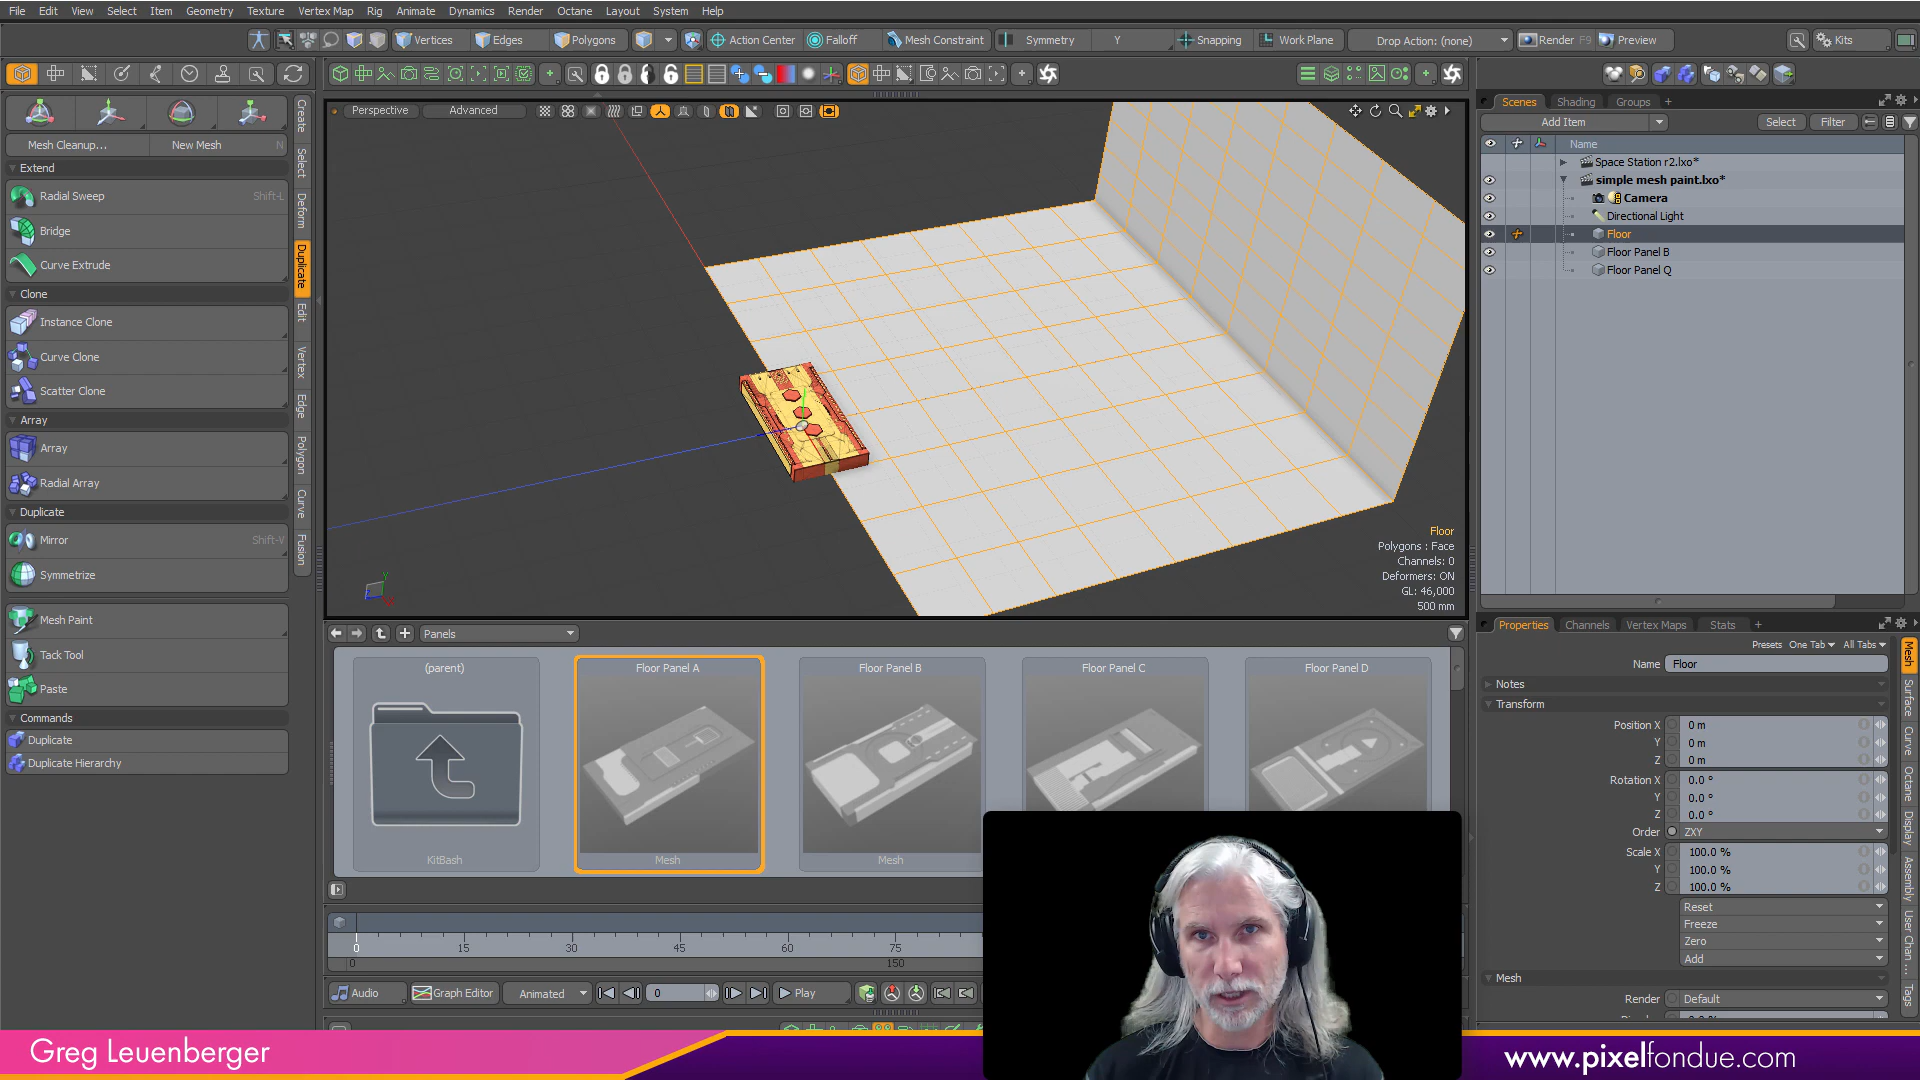 File Edit View Select Item Geometry Texture Vertex Map Rig Animate Dynamics Render Octane Layout System Help
Vertices Edges Polygons Action Center Falloff Mesh Constraint Symmetry Y Snapping Work Plane Drop Action: (none) Render F9 Preview Kits
Perspective Advanced
Mesh Cleanup... New Mesh N
Extend
Radial Sweep Shift-L
Bridge
Curve Extrude
Clone
Instance Clone
Curve Clone
Scatter Clone
Array
Array
Radial Array
Duplicate
Mirror Shift-V
Symmetrize
Mesh Paint
Tack Tool
Paste
Commands
Duplicate
Duplicate Hierarchy
Create
Select
Deform
Duplicate
Edit
Vertex
Edge
Polygon
Curve
Fusion
Floor
Polygons : Face
Channels: 0
Deformers: ON
GL: 46,000
500 mm
Panels
(parent) Floor Panel A Floor Panel B Floor Panel C Floor Panel D
KitBash Mesh Mesh
0 15 30 45 60 75
0 150
Audio Graph Editor Animated 0 Play
Scenes Shading Groups +
Add Item Select Filter
Name
Space Station r2.lxo*
simple mesh paint.lxo*
Camera
Directional Light
Floor
Floor Panel B
Floor Panel Q
Properties Channels Vertex Maps Stats +
Presets One Tab All Tabs
Name Floor
Notes
Transform
Position X 0 m
Y 0 m
Z 0 m
Rotation X 0.0 °
Y 0.0 °
Z 0.0 °
Order ZXY
Scale X 100.0 %
Y 100.0 %
Z 100.0 %
Reset
Freeze
Zero
Add
Mesh
Render Default
Mesh
Surface
Curve
Octane
Display
Assembly
User Chan ...
Tags
Greg Leuenberger
www.pixelfondue.com